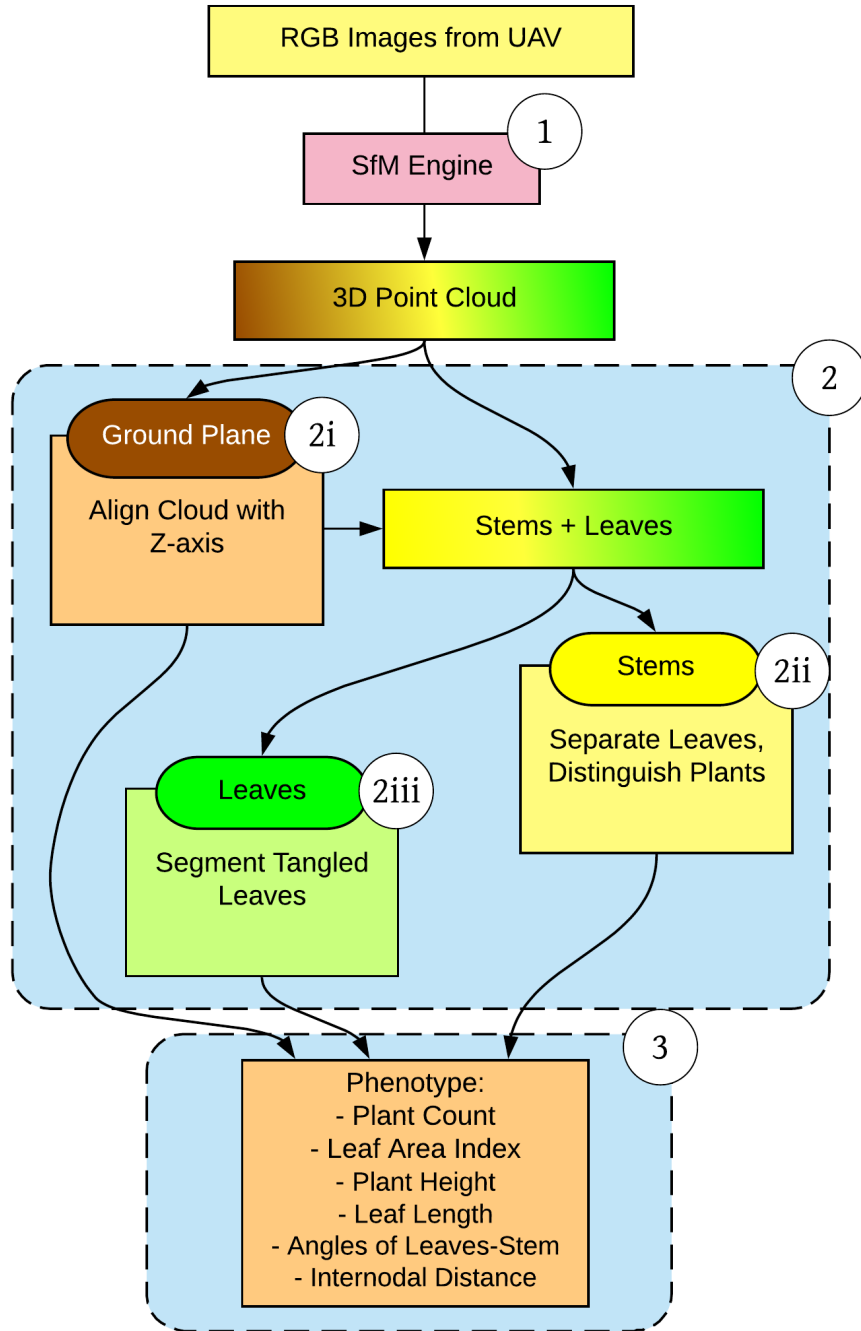 RGB Images from UAV
1
SfM Engine
3D Point Cloud
2
Ground Plane
2i
Align Cloud with
Z-axis
Stems + Leaves
Stems
2ii
Separate Leaves,
Distinguish Plants
Leaves
2iii
Segment Tangled
Leaves
3
Phenotype:
- Plant Count
- Leaf Area Index
- Plant Height
- Leaf Length
- Angles of Leaves-Stem
- Internodal Distance